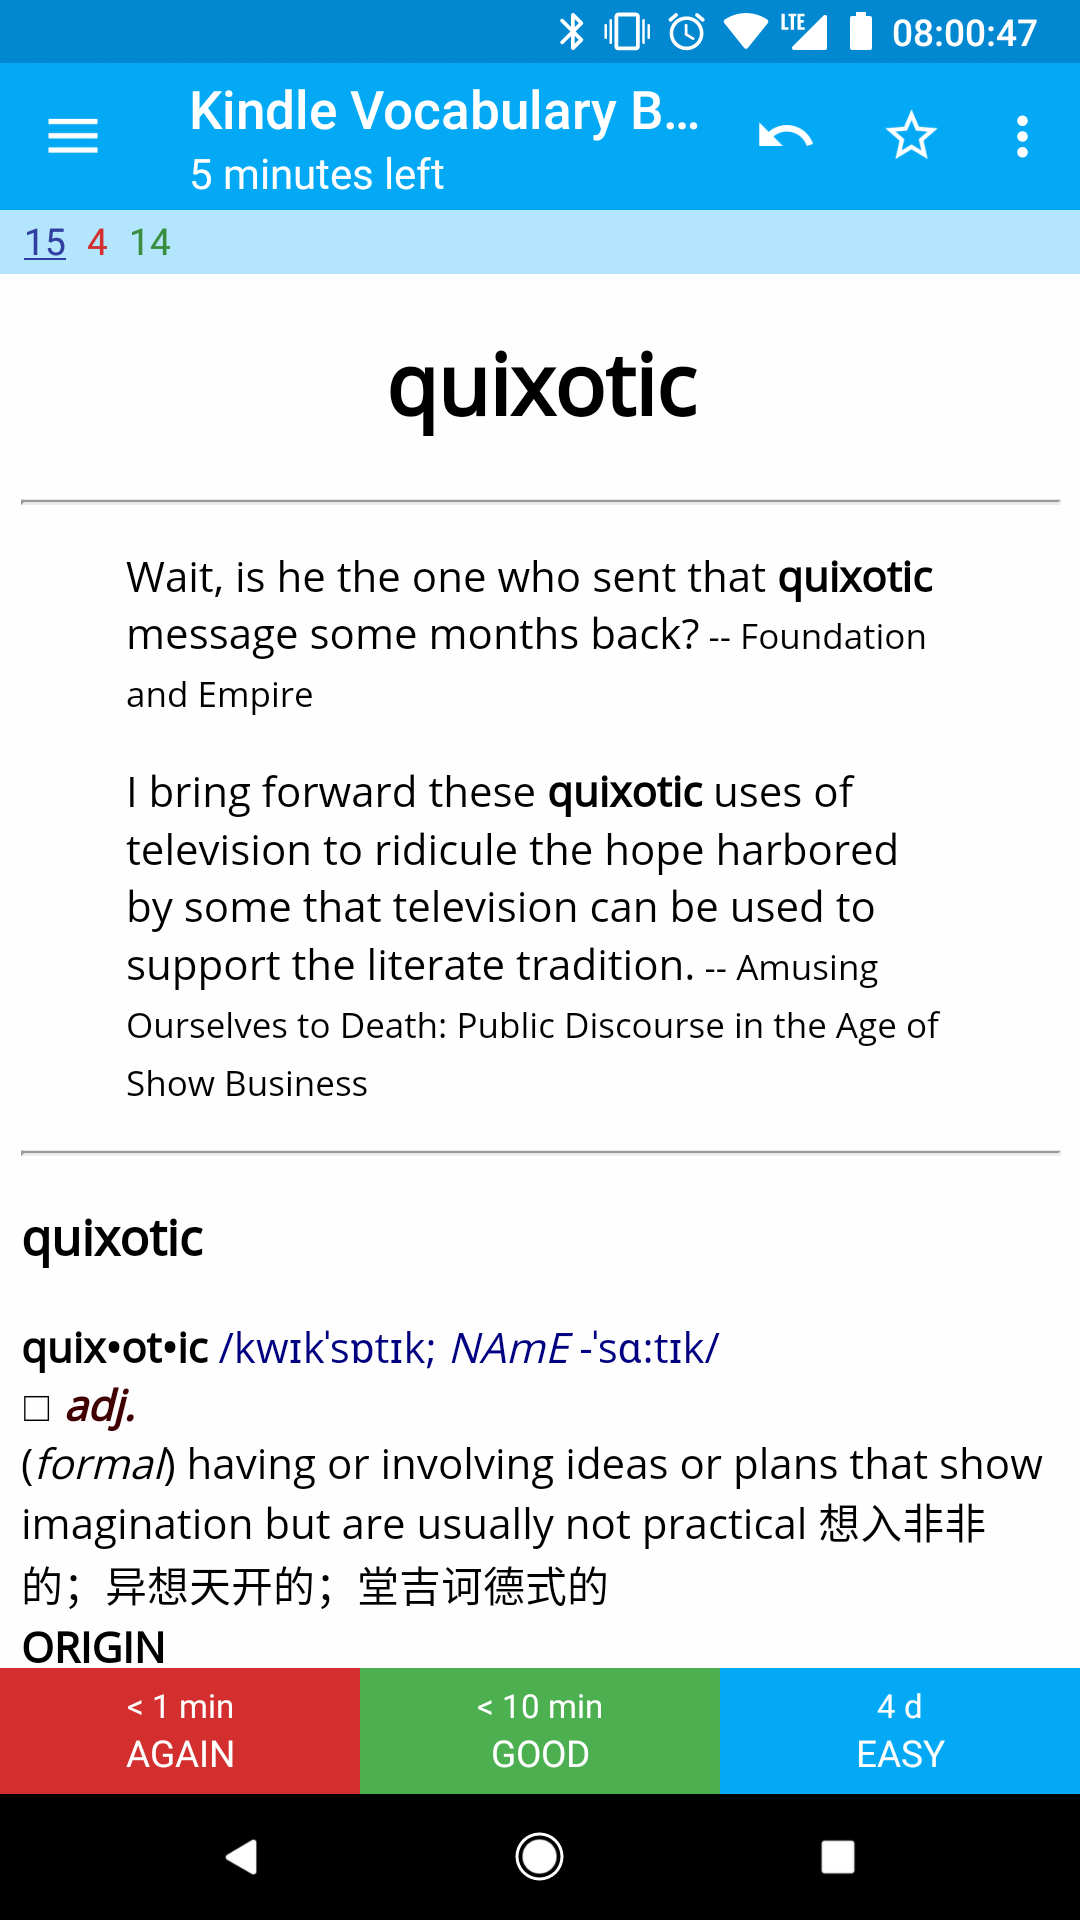 LTE 08:00:47
Kindle Vocabulary B...
5 minutes left
15 4 14
quixotic
Wait, is he the one who sent that quixotic
message some months back? -- Foundation
and Empire
I bring forward these quixotic uses of
television to ridicule the hope harbored
by some that television can be used to
support the literate tradition. -- Amusing
Ourselves to Death: Public Discourse in the Age of
Show Business
quixotic
quix•ot•ic /kwɪkˈsɒtɪk; NAmE -ˈsɑːtɪk/
□ adj.
(formal) having or involving ideas or plans that show
imagination but are usually not practical 想入非非
的；异想天开的；堂吉诃德式的
ORIGIN
< 1 min
AGAIN
< 10 min
GOOD
4 d
EASY